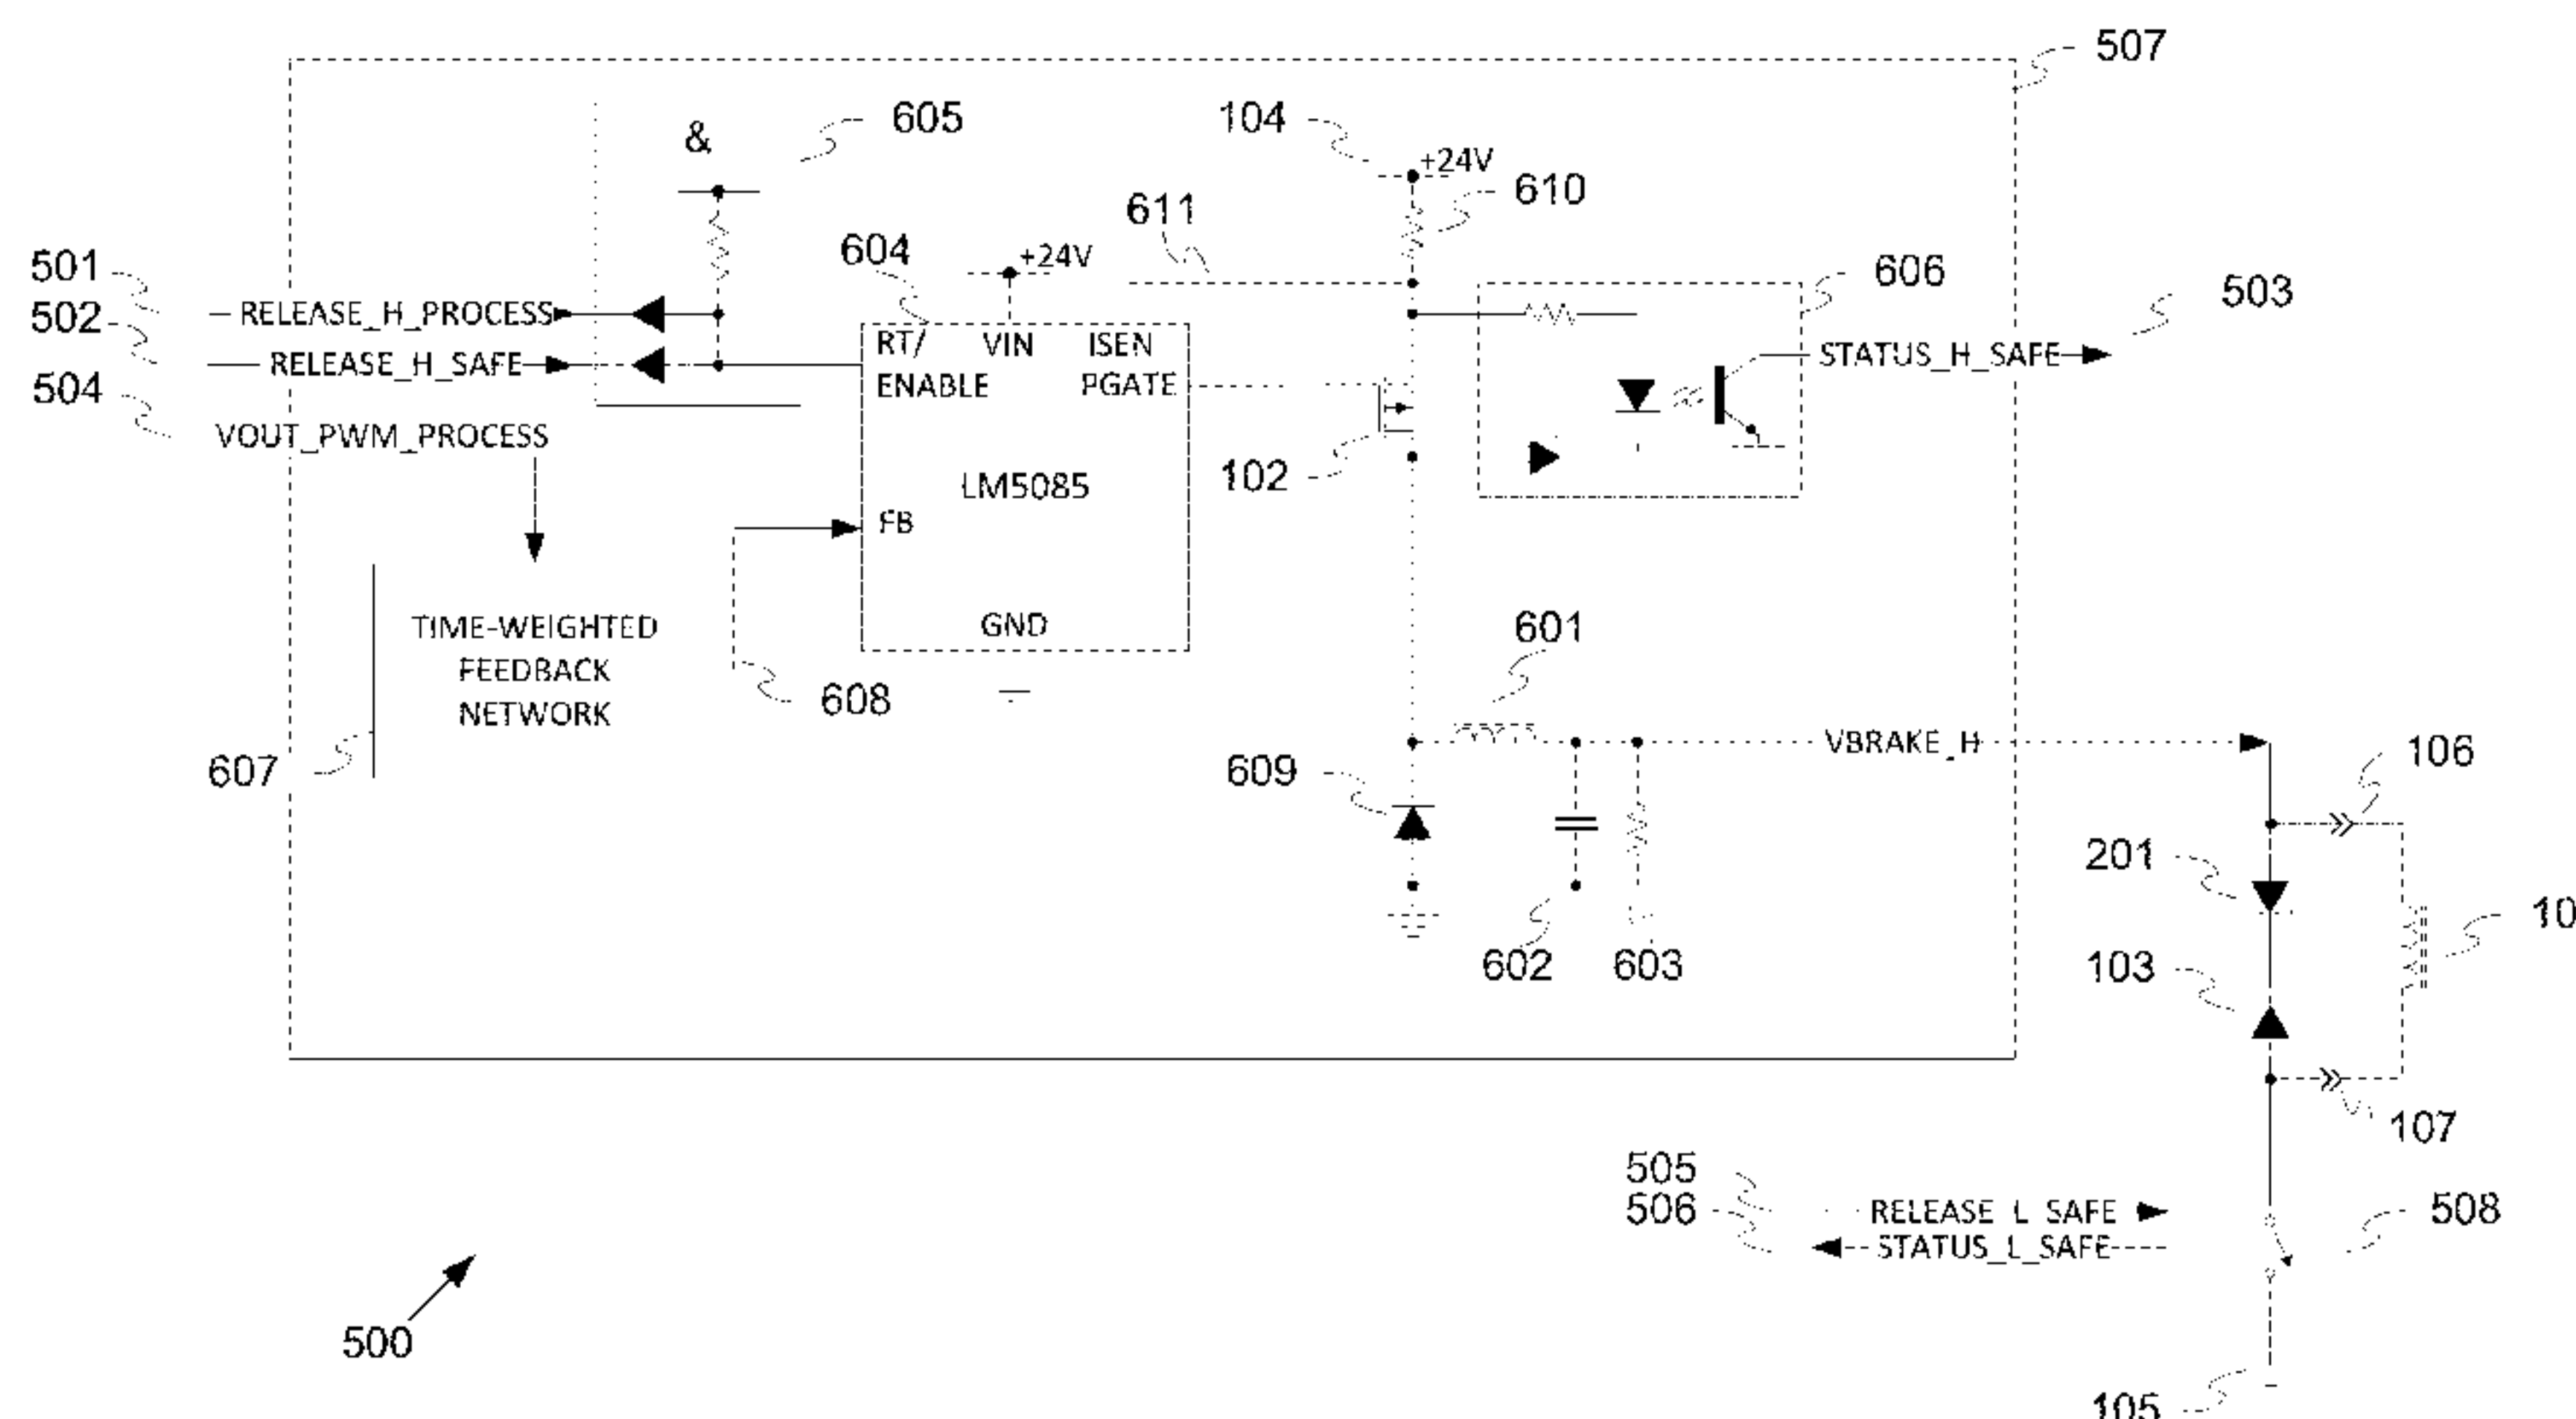 507
605
&
104
+24V
610
611
604
+24V
606
503
501
RELEASE_H_PROCESS
502
RELEASE_H_SAFE
RT/
ENABLE
VIN
ISEN
PGATE
STATUS_H_SAFE
504
VOUT_PWM_PROCESS
102
LM5085
FB
TIME-WEIGHTED
FEEDBACK
NETWORK
GND
608
601
607
609
VBRAKE_H
106
201
602
603
10
103
107
505
506
RELEASE_L_SAFE
STATUS_L_SAFE
508
500
105